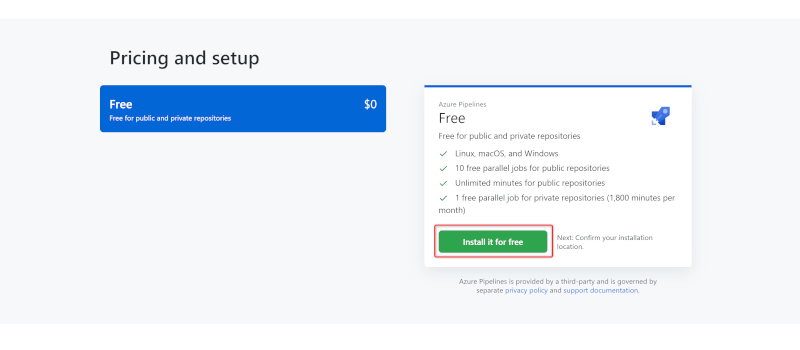 Pricing and setup
Free $0
Free for public and private repositories
Azure Pipelines
Free
Free for public and private repositories
Linux, macOS, and Windows
10 free parallel jobs for public repositories
Unlimited minutes for public repositories
1 free parallel job for private repositories (1,800 minutes per
month)
Install it for free
Next: Confirm your installation
location.
Azure Pipelines is provided by a third-party and is governed by
separate privacy policy and support documentation.